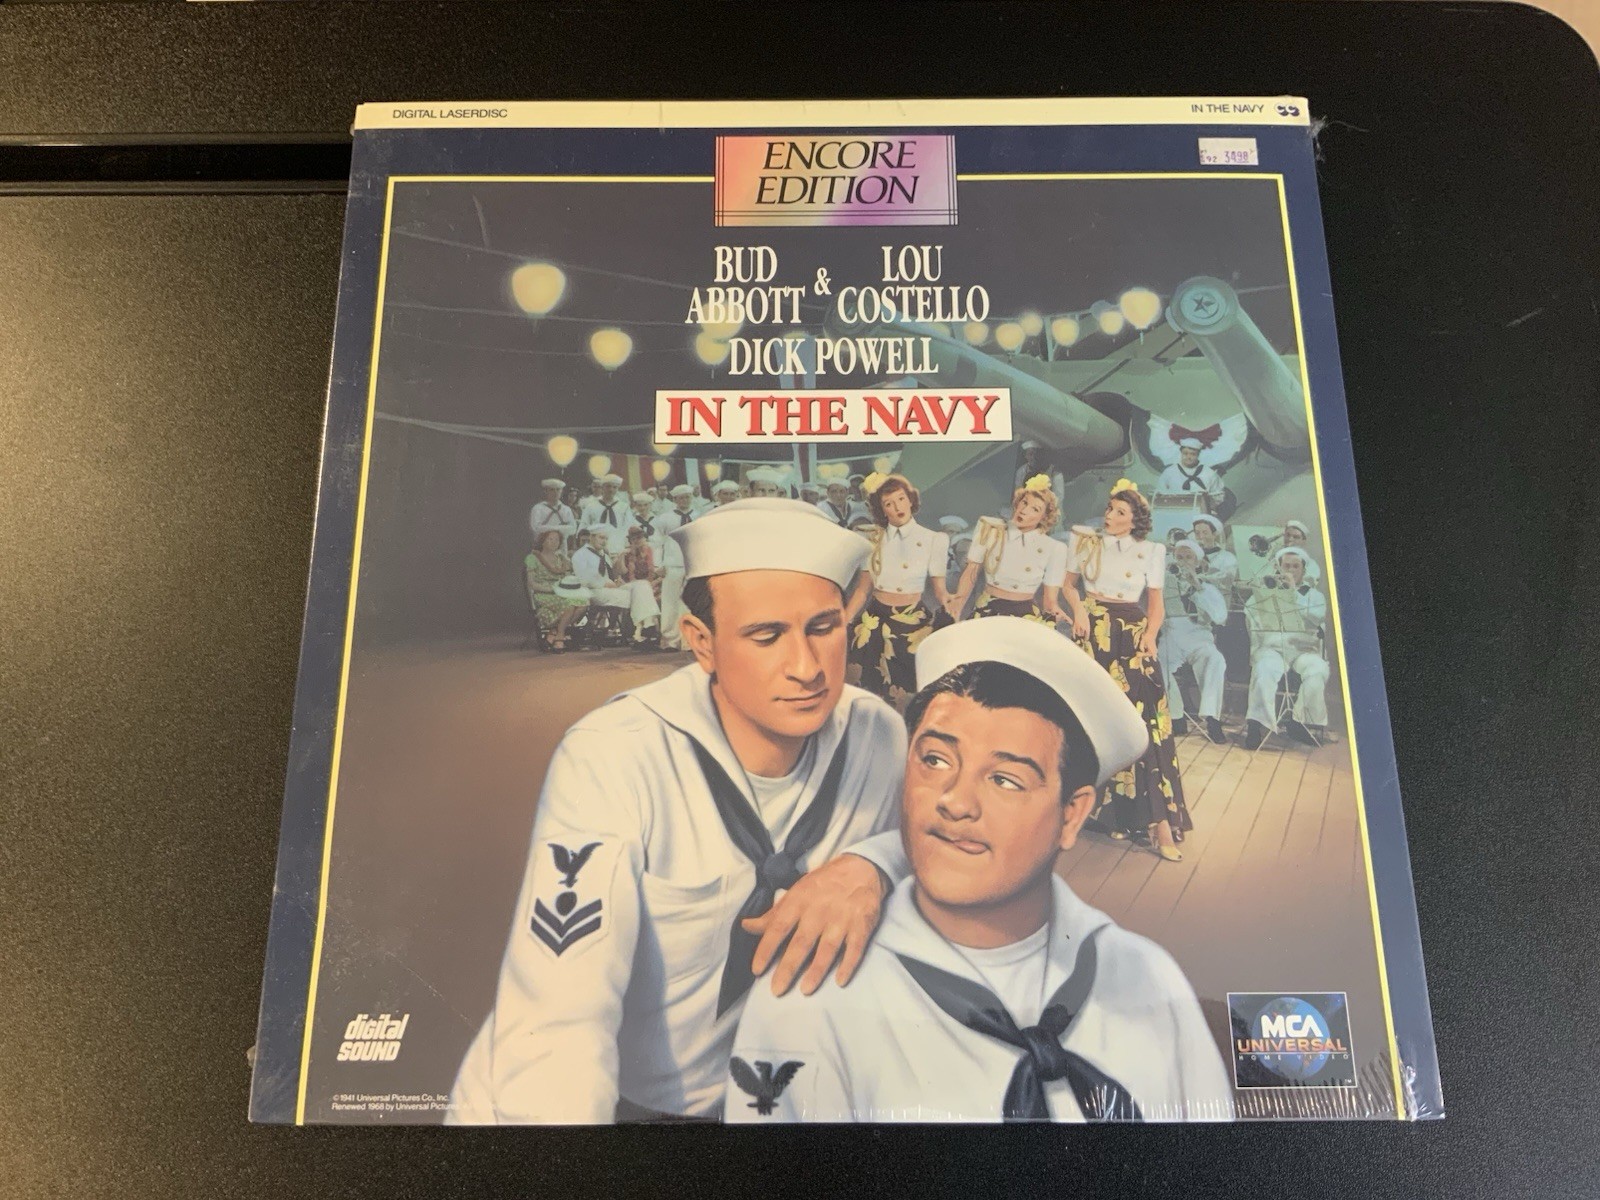 DIGITAL LASERDISC
IN THE NAVY
ENCORE
EDITION
92 3498
BUD ABBOTT & LOU COSTELLO
DICK POWELL
IN THE NAVY
digital
SOUND
MCA
UNIVERSAL
HOME VIDEO
©1941 Universal Pictures Co., Inc.
Renewed 1968 by Universal Pictures